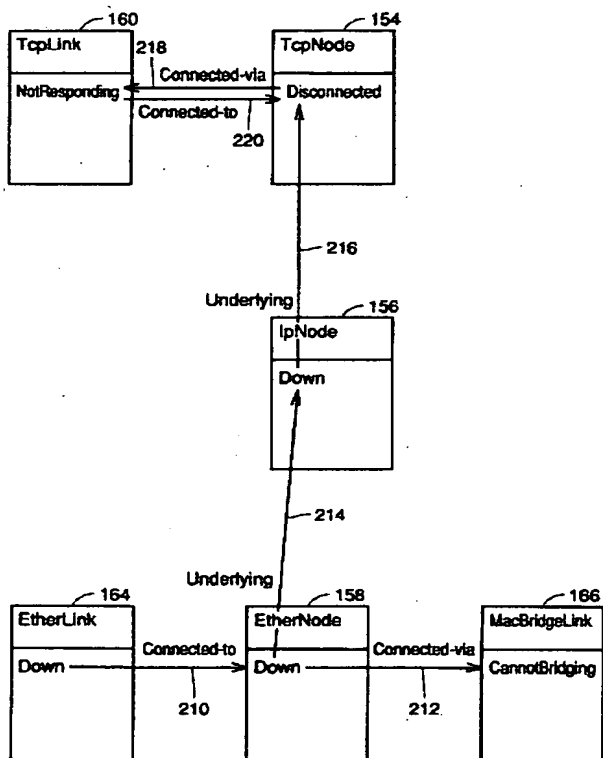 160
154
TcpLink
218
TcpNode
Connected-via
NotResponding
Disconnected
Connected-to
220
216
Underlying
156
IpNode
Down
214
Underlying
164
158
166
EtherLink
EtherNode
MacBridgeLink
Connected-to
Connected-via
Down
Down
CannotBridging
210
212